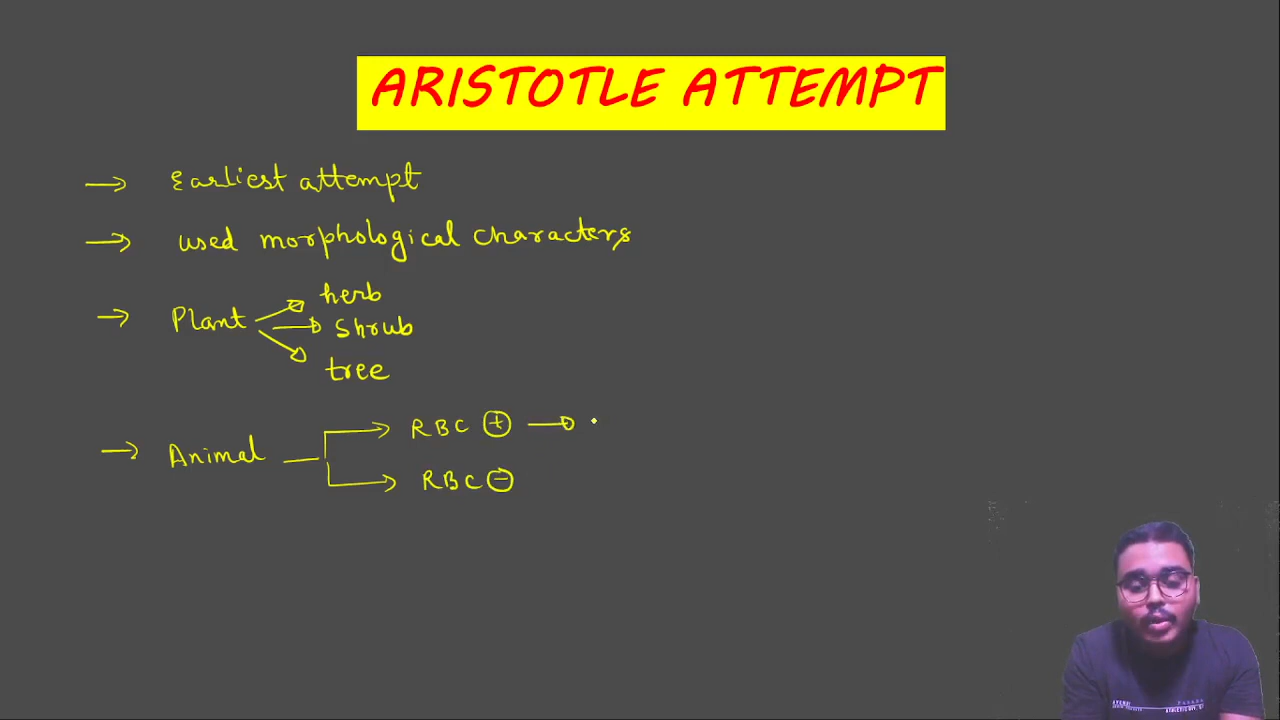 ARISTOTLE ATTEMPT
→ Earliest attempt
→ used morphological characters
→ Plant → herb
→ shrub
→ tree
→ Animal → RBC ⊕ →
→ RBC ⊖